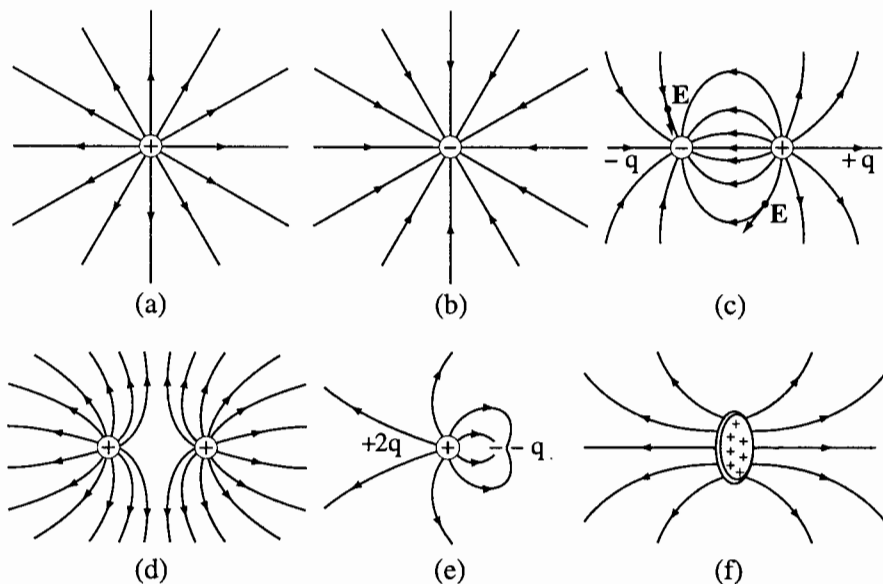 +
(a)
−
(b)
E
− +
− q + q
E
(c)
+ +
(d)
+2q + − − q .
(e)
+
+ +
+ +
+ +
+
(f)